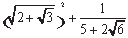 (√(2+√3))² + 1/(5+2√6)